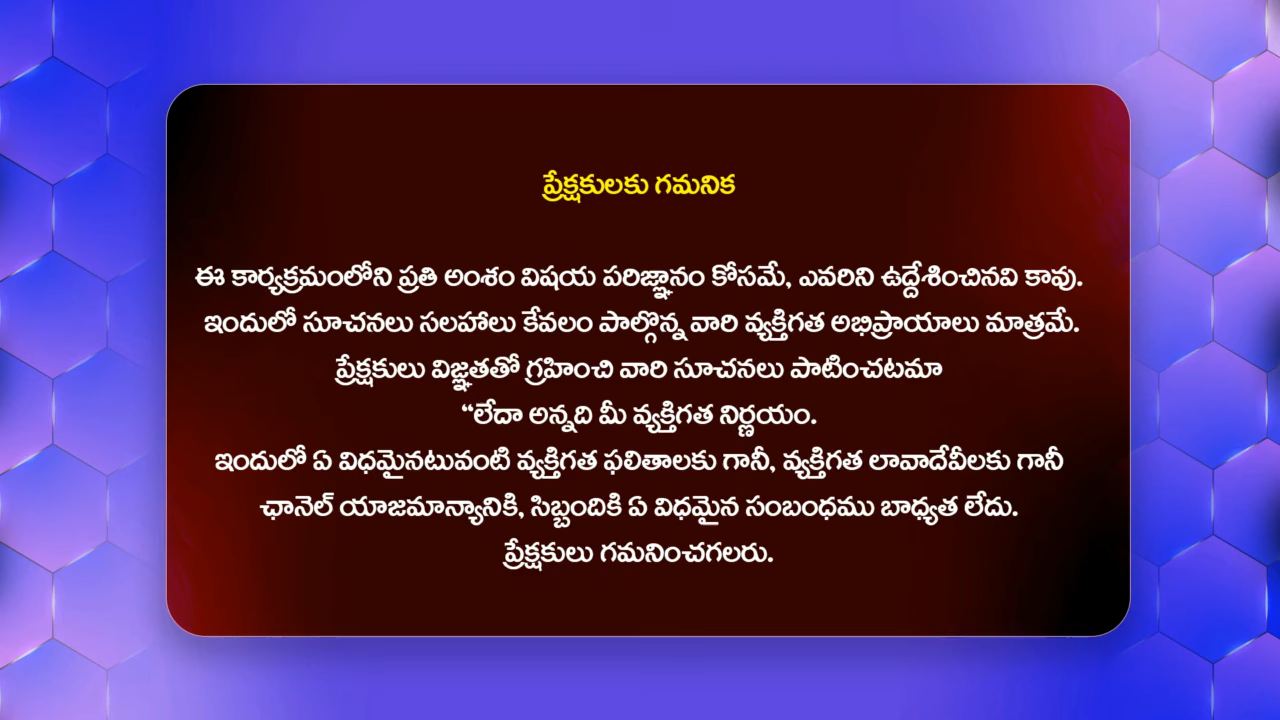 ప్రేక్షకులకు గమనిక
ఈ కార్యక్రమంలోని ప్రతి అంశం విషయ పరిజ్ఞానం కోసమే, ఎవరిని ఉద్దేశించినవి కావు.
ఇందులో సూచనలు సలహాలు కేవలం పాల్గొన్న వారి వ్యక్తిగత అభిప్రాయాలు మాత్రమే.
ప్రేక్షకులు విజ్ఞతతో గ్రహించి వారి సూచనలు పాటించటమా
“లేదా అన్నది మీ వ్యక్తిగత నిర్ణయం.
ఇందులో ఏ విధమైనటువంటి వ్యక్తిగత ఫలితాలకు గానీ, వ్యక్తిగత లావాదేవీలకు గానీ
ఛానెల్ యాజమాన్యానికి, సిబ్బందికి ఏ విధమైన సంబంధము బాధ్యత లేదు.
ప్రేక్షకులు గమనించగలరు.